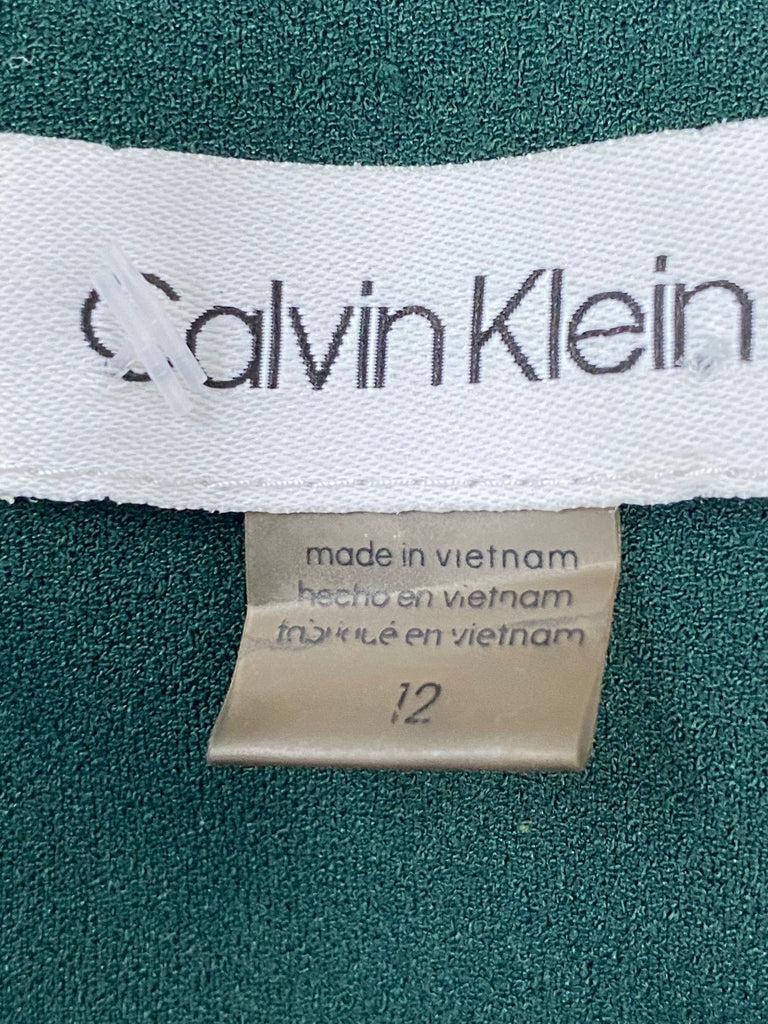 Calvin Klein
made in vietnam
hecho en vietnam
fabriqué en vietnam
12